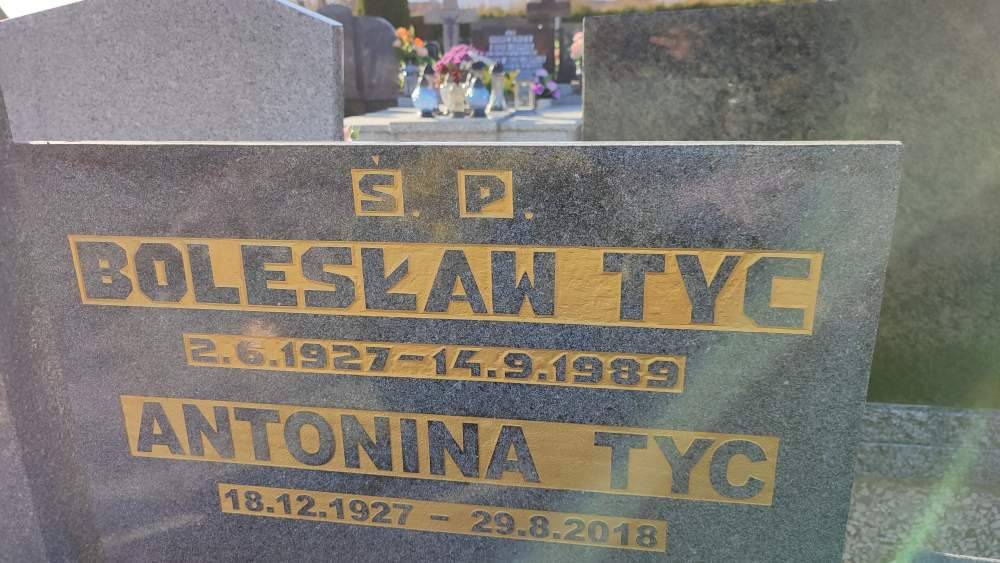 Ś. P.
BOLESŁAW TYC
2.6.1927-14.9.1989
ANTONINA TYC
18.12.1927 - 29.8.2018